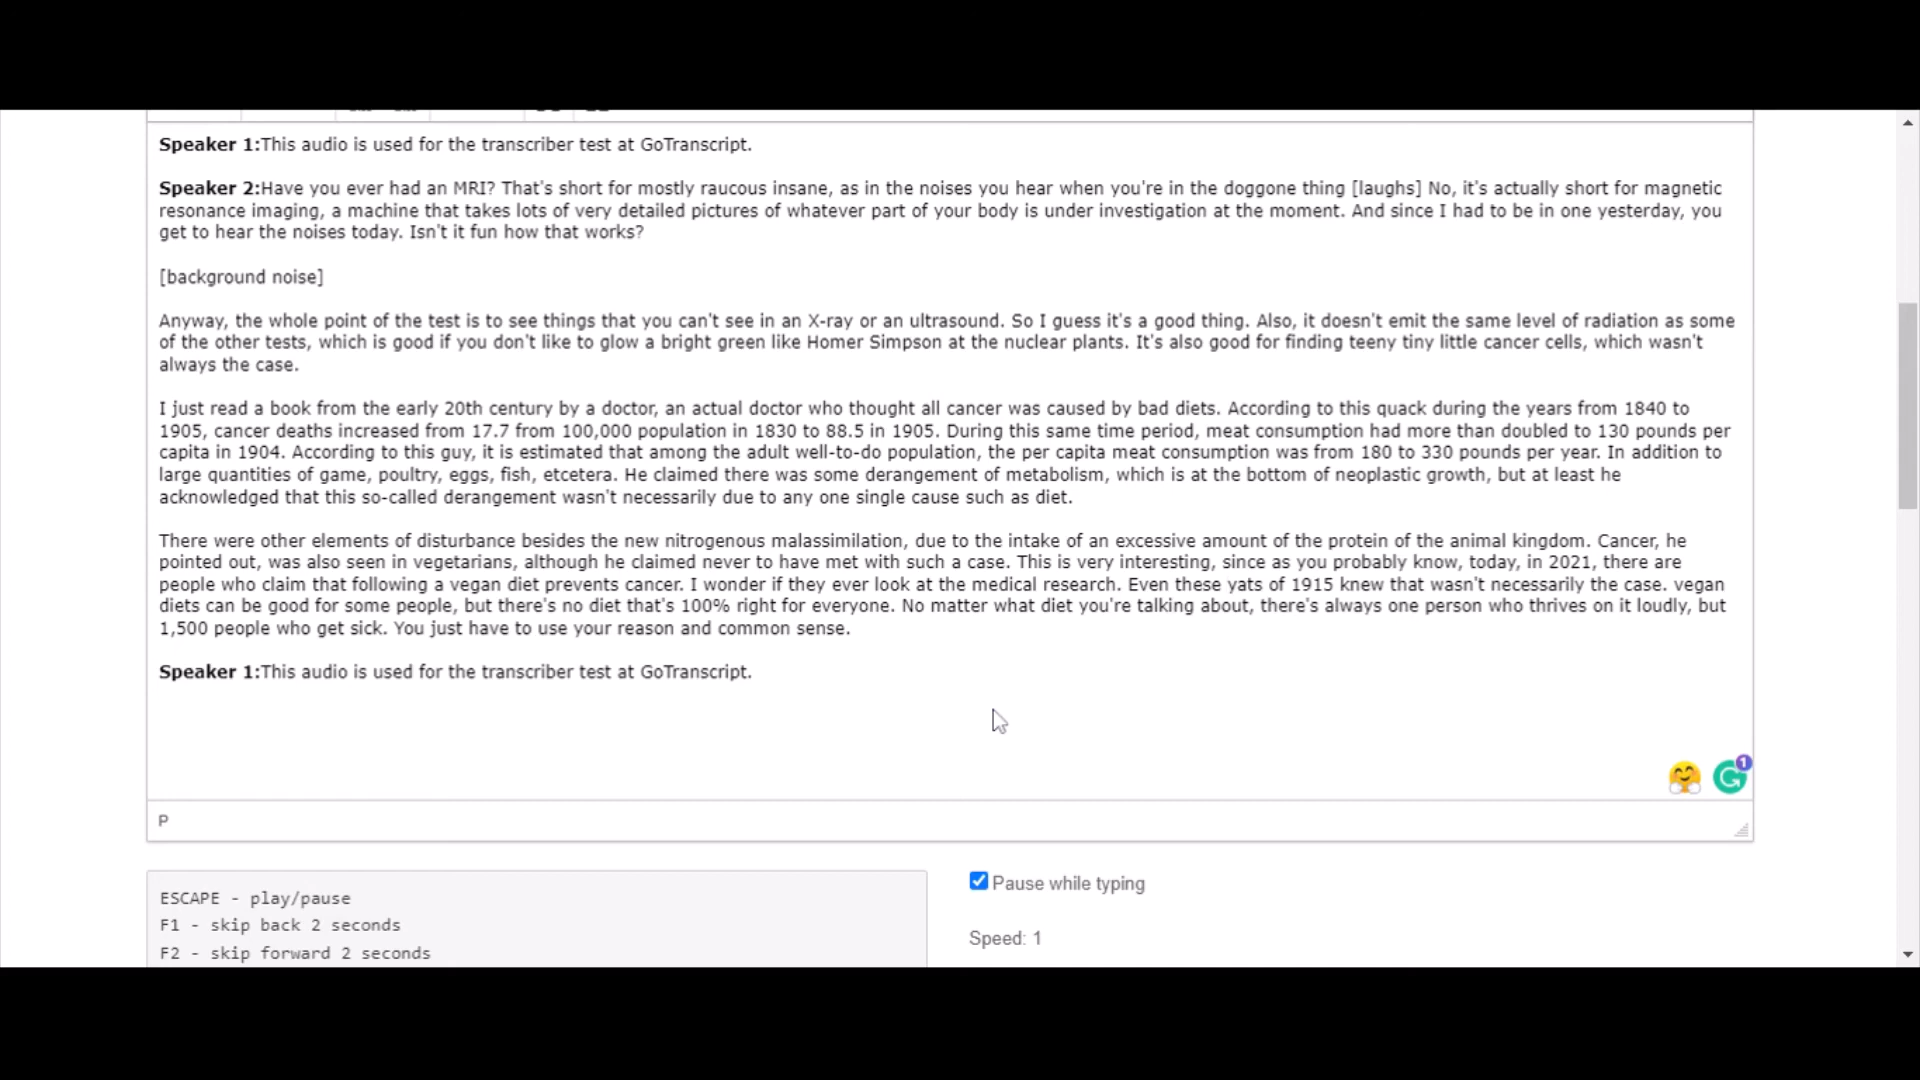 Speaker 1:This audio is used for the transcriber test at GoTranscript.
Speaker 2:Have you ever had an MRI? That's short for mostly raucous insane, as in the noises you hear when you're in the doggone thing [laughs] No, it's actually short for magnetic
resonance imaging, a machine that takes lots of very detailed pictures of whatever part of your body is under investigation at the moment. And since I had to be in one yesterday, you
get to hear the noises today. Isn't it fun how that works?
[background noise]
Anyway, the whole point of the test is to see things that you can't see in an X-ray or an ultrasound. So I guess it's a good thing. Also, it doesn't emit the same level of radiation as some
of the other tests, which is good if you don't like to glow a bright green like Homer Simpson at the nuclear plants. It's also good for finding teeny tiny little cancer cells, which wasn't
always the case.
I just read a book from the early 20th century by a doctor, an actual doctor who thought all cancer was caused by bad diets. According to this quack during the years from 1840 to
1905, cancer deaths increased from 17.7 from 100,000 population in 1830 to 88.5 in 1905. During this same time period, meat consumption had more than doubled to 130 pounds per
capita in 1904. According to this guy, it is estimated that among the adult well-to-do population, the per capita meat consumption was from 180 to 330 pounds per year. In addition to
large quantities of game, poultry, eggs, fish, etcetera. He claimed there was some derangement of metabolism, which is at the bottom of neoplastic growth, but at least he
acknowledged that this so-called derangement wasn't necessarily due to any one single cause such as diet.
There were other elements of disturbance besides the new nitrogenous malassimilation, due to the intake of an excessive amount of the protein of the animal kingdom. Cancer, he
pointed out, was also seen in vegetarians, although he claimed never to have met with such a case. This is very interesting, since as you probably know, today, in 2021, there are
people who claim that following a vegan diet prevents cancer. I wonder if they ever look at the medical research. Even these yats of 1915 knew that wasn't necessarily the case. vegan
diets can be good for some people, but there's no diet that's 100% right for everyone. No matter what diet you're talking about, there's always one person who thrives on it loudly, but
1,500 people who get sick. You just have to use your reason and common sense.
Speaker 1:This audio is used for the transcriber test at GoTranscript.
1
P
ESCAPE - play/pause
F1 - skip back 2 seconds
F2 - skip forward 2 seconds
Pause while typing
Speed: 1